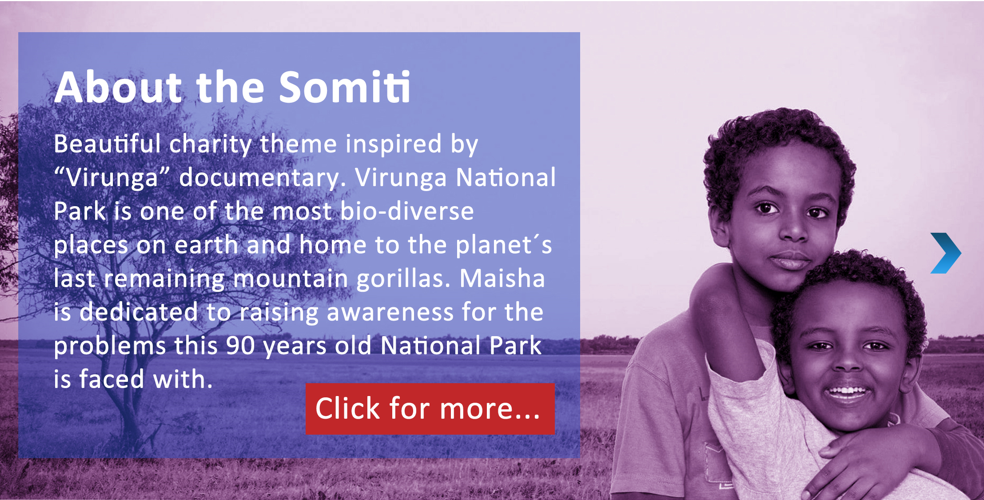 About the Somiti
Beautiful charity theme inspired by
“Virunga” documentary. Virunga National
Park is one of the most bio-diverse
places on earth and home to the planet´s
last remaining mountain gorillas. Maisha
is dedicated to raising awareness for the
problems this 90 years old National Park
is faced with.
Click for more...